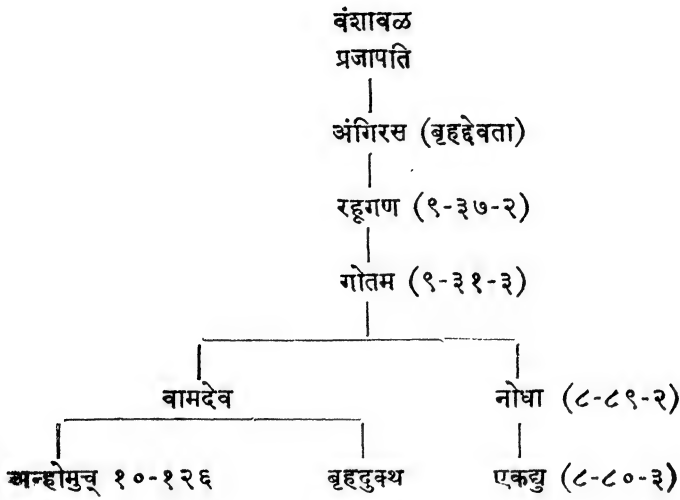 वंशावळ
प्रजापति
अंगिरस (बृहद्देवता)
रहूगण (९-३७-२)
गोतम (९-३१-३)
वामदेव नोधा (८-८९-२)
अन्होमुच् १०-१२६ बृहदुक्थ एकद्यु (८-८०-३)